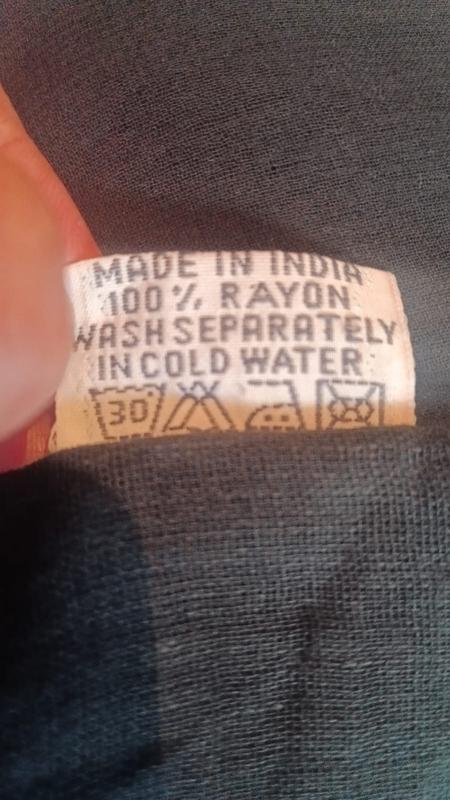 MADE IN INDIA
100% RAYON
WASH SEPARATELY
IN COLD WATER
30